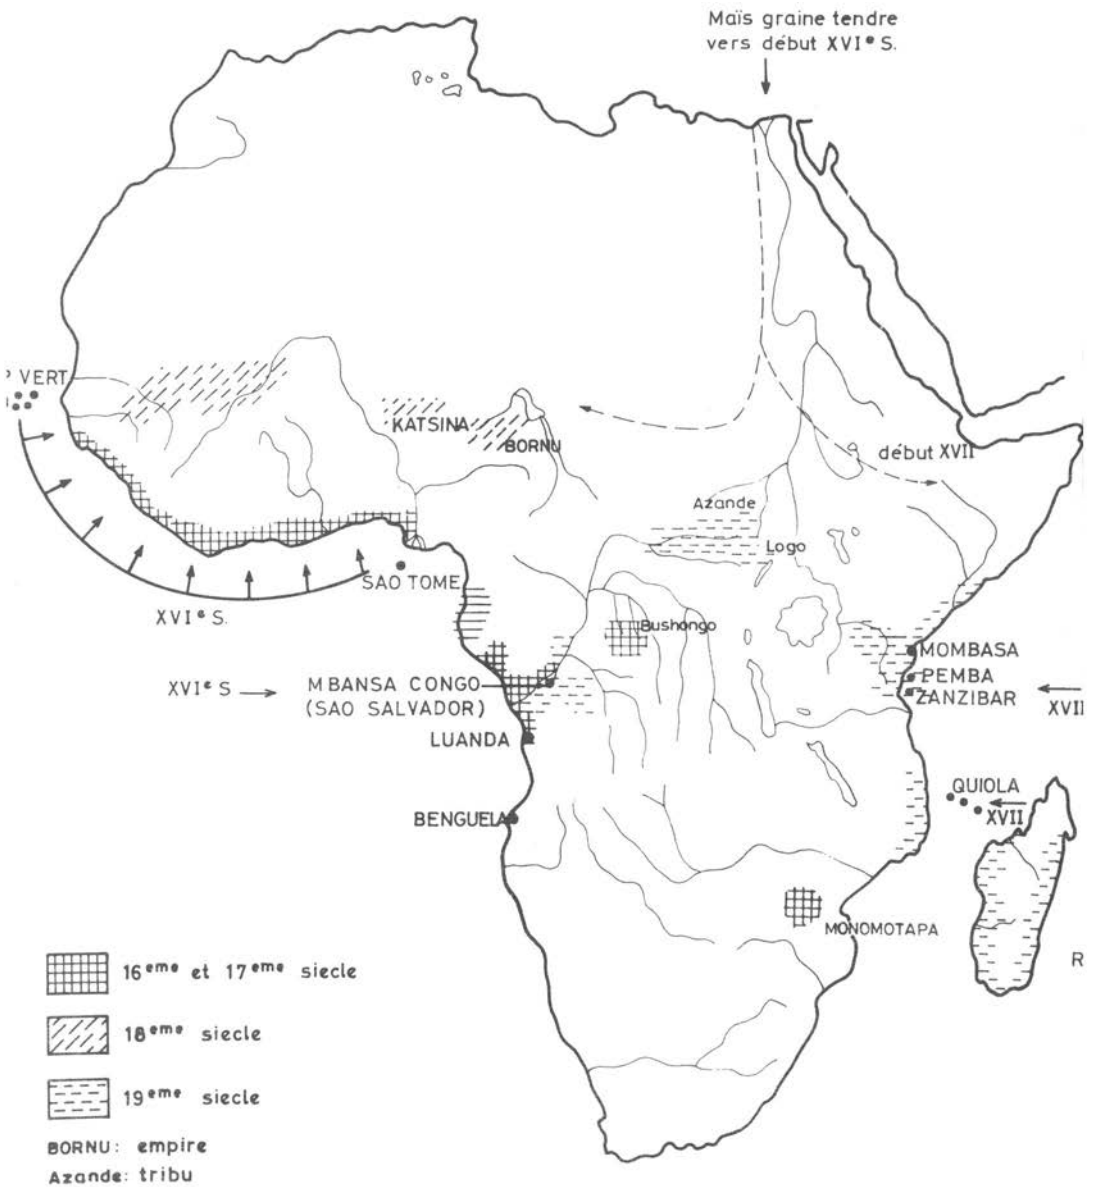 Maïs graine tendre
vers début XVIe S.
P VERT
KATSINA
BORNU
début XVII
Azande
Logo
SAO TOME
XVIe S.
Bushongo
MOMBASA
PEMBA
ZANZIBAR
XVIe S
MBANSA CONGO
(SAO SALVADOR)
XVII
LUANDA
QUIOLA
XVII
BENGUELA
MONOMOTAPA
R
16eme et 17eme siecle
18eme siecle
19eme siecle
BORNU: empire
Azande: tribu